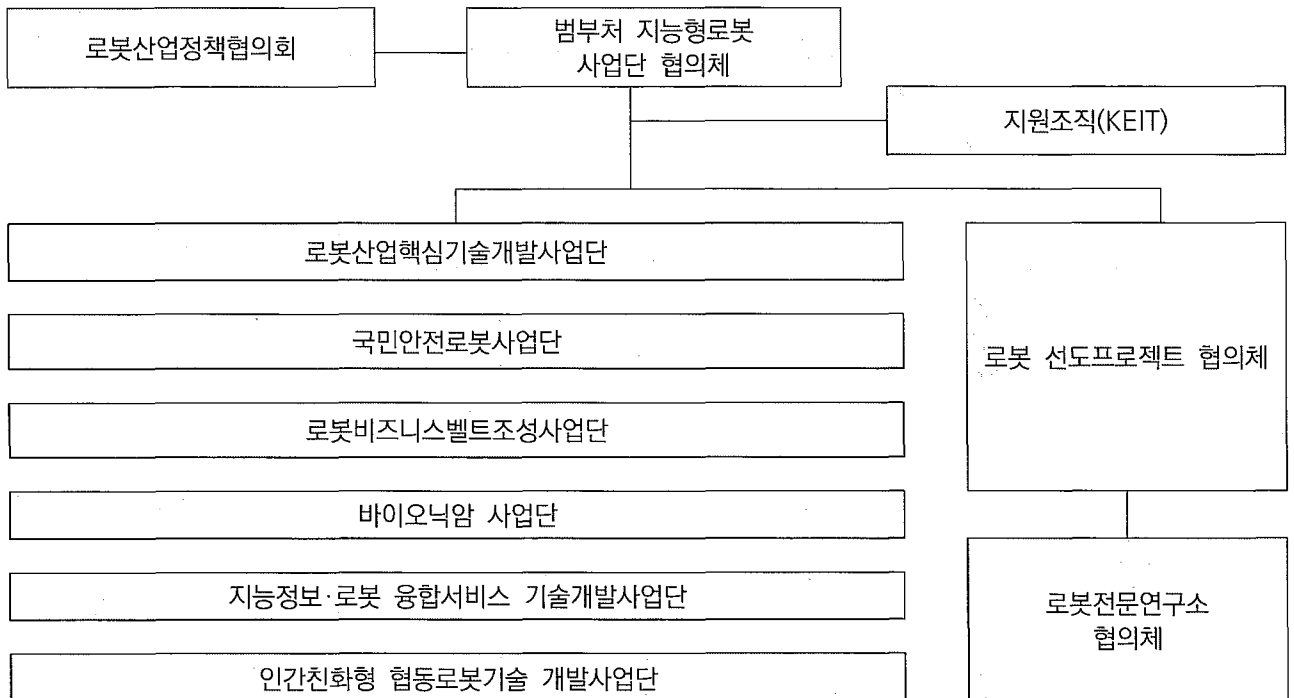 로봇산업정책협의회
범부처 지능형로봇
사업단 협의체
지원조직(KEIT)
로봇산업핵심기술개발사업단
국민안전로봇사업단
로봇비즈니스벨트조성사업단
바이오닉암 사업단
지능정보·로봇 융합서비스 기술개발사업단
인간친화형 협동로봇기술 개발사업단
로봇 선도프로젝트 협의체
로봇전문연구소
협의체